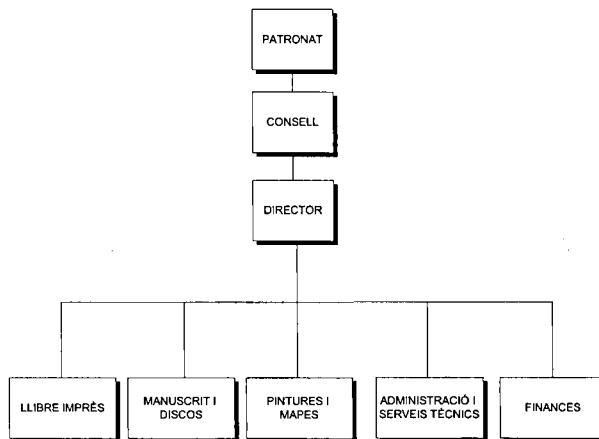 PATRONAT
CONSELL
DIRECTOR
LLIBRE IMPRÈS
MANUSCRIT I
DISCOS
PINTURES I
MAPES
ADMINISTRACIÓ I
SERVEIS TÈCNICS
FINANCES